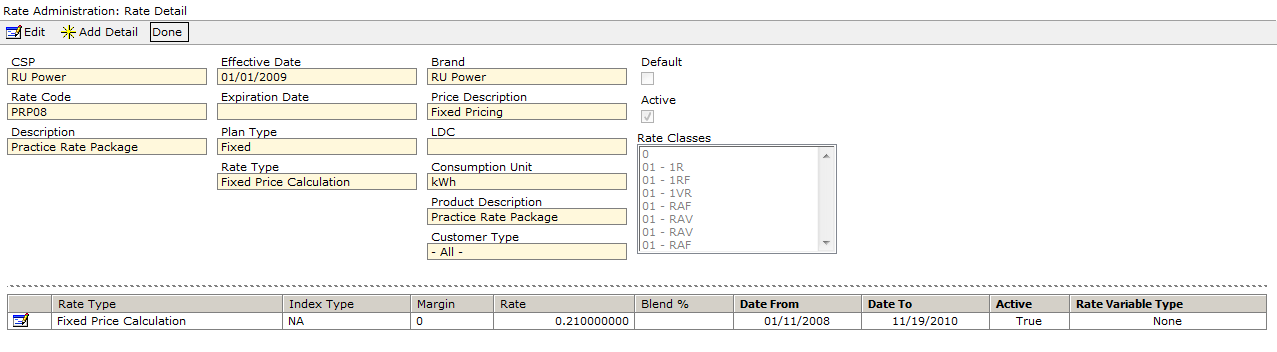 Rate Administration: Rate Detail
Edit Add Detail Done
CSP Effective Date Brand Default
RU Power 01/01/2009 RU Power
Rate Code Expiration Date Price Description Active
PRP08 Fixed Pricing
Description Plan Type LDC Rate Classes
Practice Rate Package Fixed
0
Rate Type Consumption Unit
01 - 1R
Fixed Price Calculation kWh
01 - 1RF
01 - 1VR
Product Description
01 - RAF
Practice Rate Package
01 - RAV
01 - RAV
Customer Type
01 - RAF
- All -
Rate Type Index Type Margin Rate Blend % Date From Date To Active Rate Variable Type
Fixed Price Calculation NA 0 0.210000000 01/11/2008 11/19/2010 True None